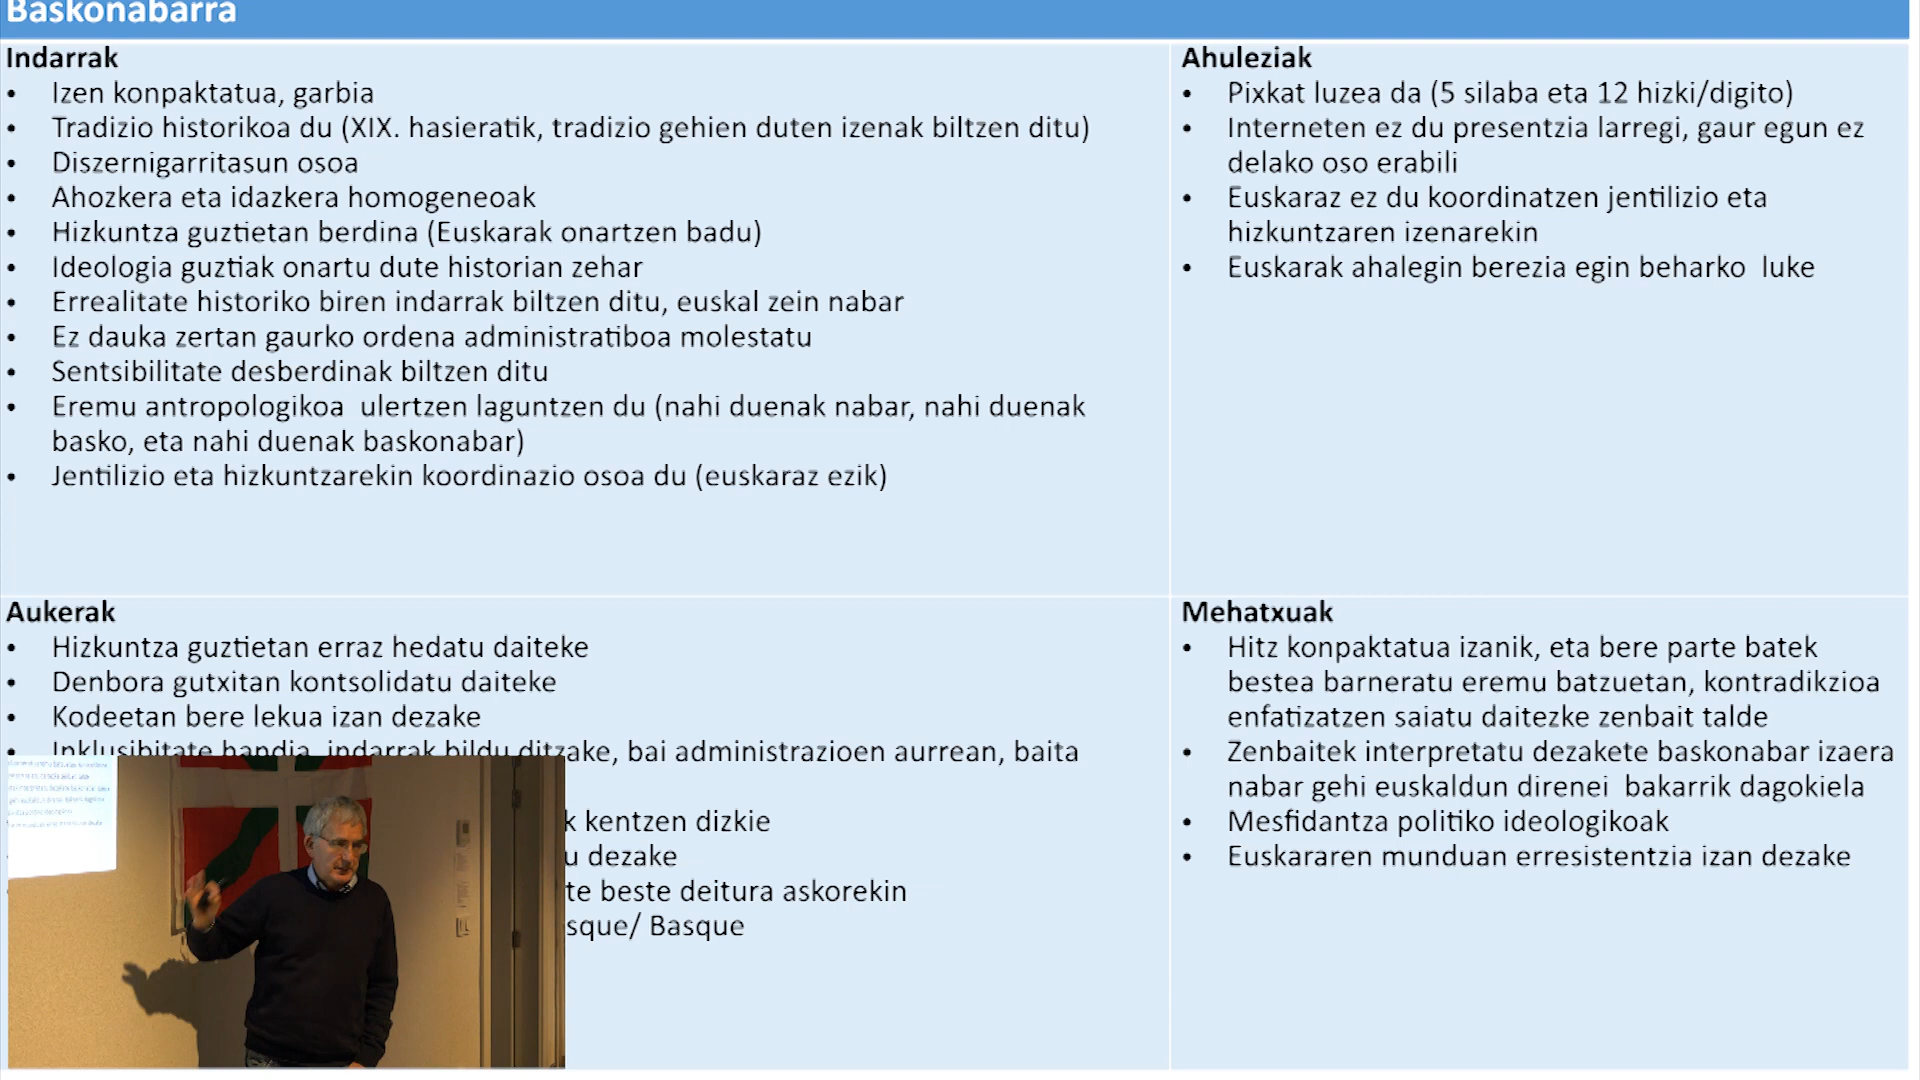 Baskonabarra
Indarrak
• Izen konpaktatua, garbia
• Tradizio historikoa du (XIX. hasieratik, tradizio gehien duten izenak biltzen ditu)
• Diszernigarritasun osoa
• Ahozkera eta idazkera homogeneoak
• Hizkuntza guztietan berdina (Euskarak onartzen badu)
• Ideologia guztiak onartu dute historian zehar
• Errealitate historiko biren indarrak biltzen ditu, euskal zein nabar
• Ez dauka zertan gaurko ordena administratiboa molestatu
• Sentsibilitate desberdinak biltzen ditu
• Eremu antropologikoa ulertzen laguntzen du (nahi duenak nabar, nahi duenak
basko, eta nahi duenak baskonabar)
• Jentilizio eta hizkuntzarekin koordinazio osoa du (euskaraz ezik)
Ahuleziak
• Pixkat luzea da (5 silaba eta 12 hizki/digito)
• Interneten ez du presentzia larregi, gaur egun ez
delako oso erabili
• Euskaraz ez du koordinatzen jentilizio eta
hizkuntzaren izenarekin
• Euskarak ahalegin berezia egin beharko luke
Aukerak
• Hizkuntza guztietan erraz hedatu daiteke
• Denbora gutxitan kontsolidatu daiteke
• Kodeetan bere lekua izan dezake
• Inklusibitate handia, indarrak bildu ditzake, bai administrazioen aurrean, baita
k kentzen dizkie
u dezake
te beste deitura askorekin
sque/ Basque
Mehatxuak
• Hitz konpaktatua izanik, eta bere parte batek
bestea barneratu eremu batzuetan, kontradikzioa
enfatizatzen saiatu daitezke zenbait talde
• Zenbaitek interpretatu dezakete baskonabar izaera
nabar gehi euskaldun direnei bakarrik dagokiela
• Mesfidantza politiko ideologikoak
• Euskararen munduan erresistentzia izan dezake